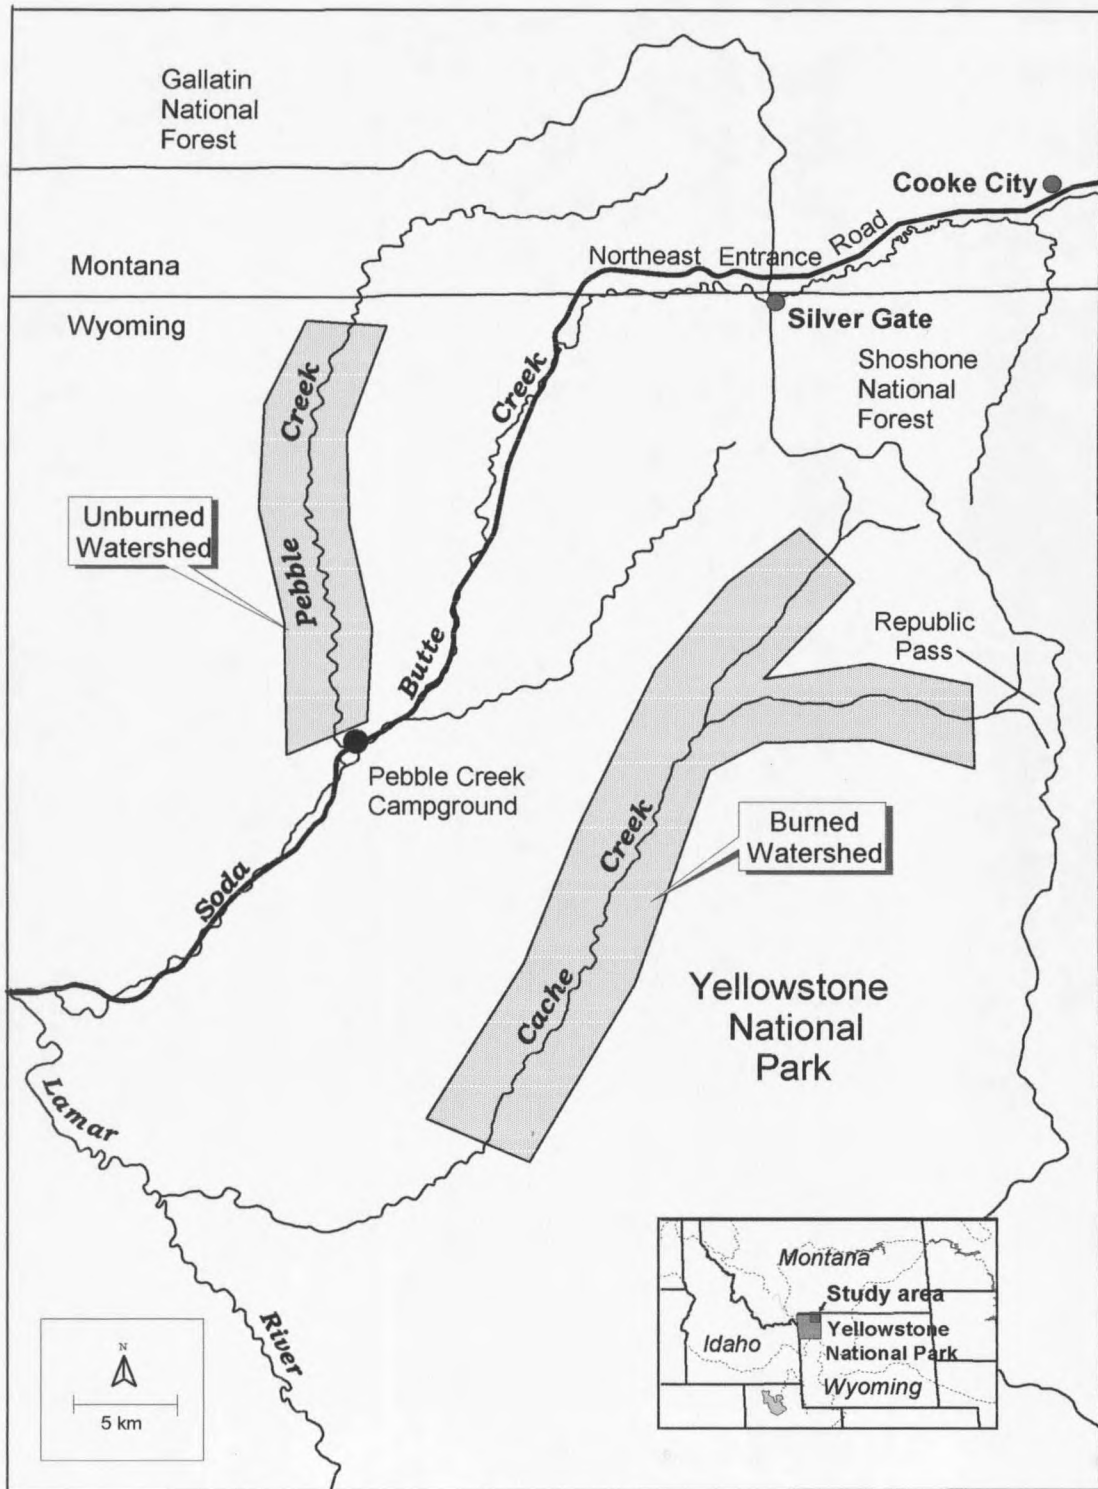 Gallatin
National
Forest
Cooke City
Northeast Entrance Road
Montana
Wyoming
Silver Gate
Shoshone
National
Forest
Pebble Creek
Unburned
Watershed
Soda Butte Creek
Republic
Pass
Pebble Creek
Campground
Burned
Watershed
Cache Creek
Yellowstone
National
Park
Lamar River
N
5 km
Montana
Study area
Idaho
Yellowstone
National Park
Wyoming